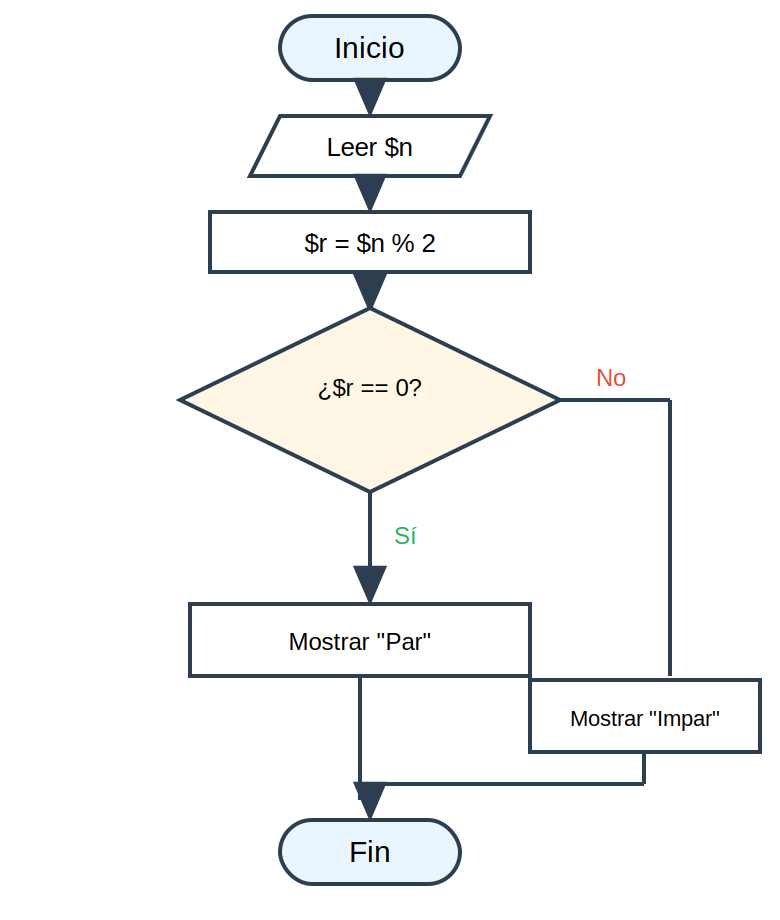 Inicio
Leer $n
$r = $n % 2
¿$r == 0?
No
Sí
Mostrar "Par"
Mostrar "Impar"
Fin